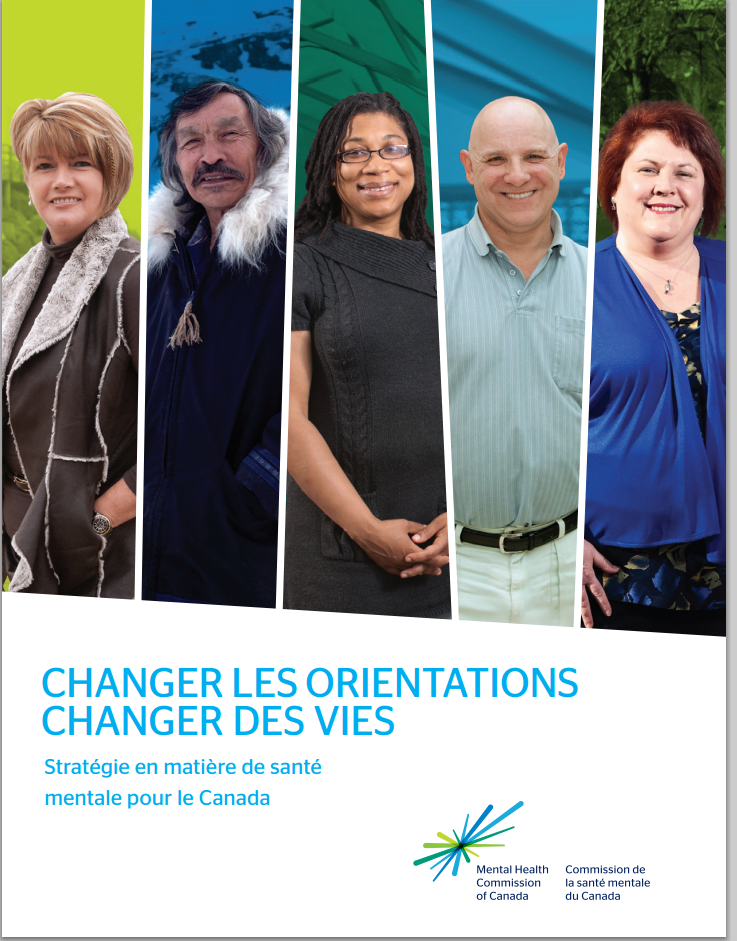 CHANGER LES ORIENTATIONS
CHANGER DES VIES
Stratégie en matière de santé
mentale pour le Canada
Mental Health
Commission
of Canada
Commission de
la santé mentale
du Canada